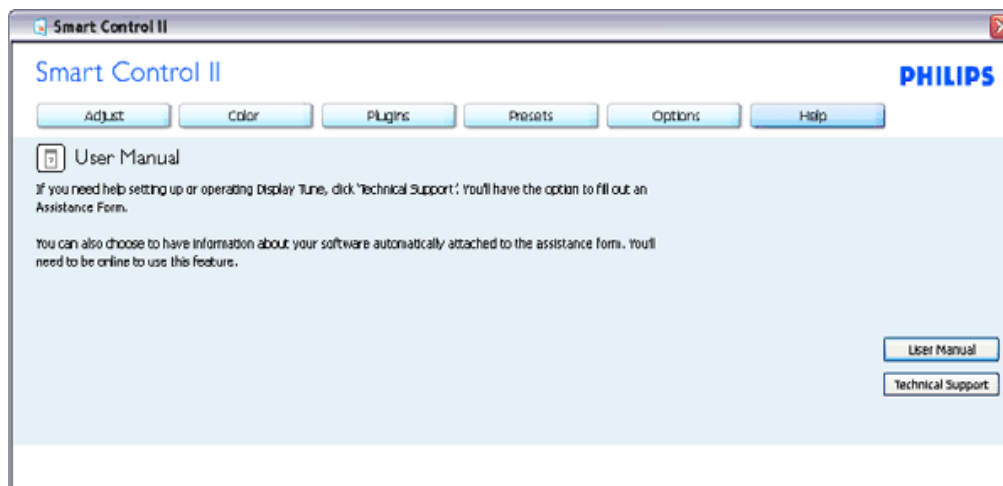 Smart Control II
Smart Control II
PHILIPS
Adjust Color Plugins Presets Options Help
User Manual
If you need help setting up or operating Display Tune, click 'Technical Support'. You'll have the option to fill out an
Assistance Form.
You can also choose to have information about your software automatically attached to the assistance form. You'll
need to be online to use this feature.
User Manual
Technical Support